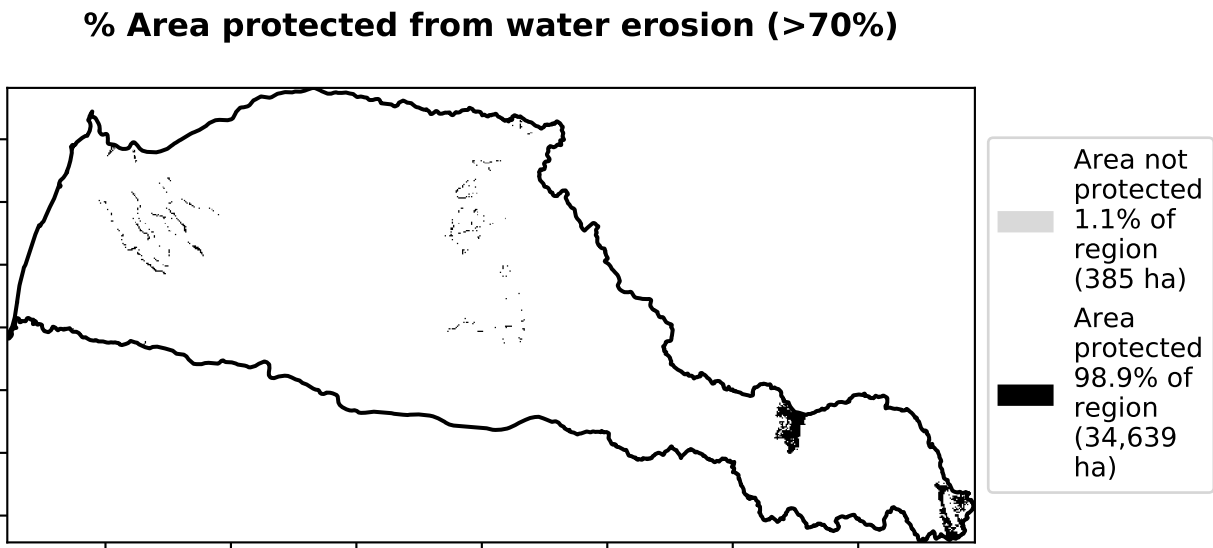 % Area protected from water erosion (>70%)
Area not
protected
1.1% of
region
(385 ha)
Area
protected
98.9% of
region
(34,639
ha)